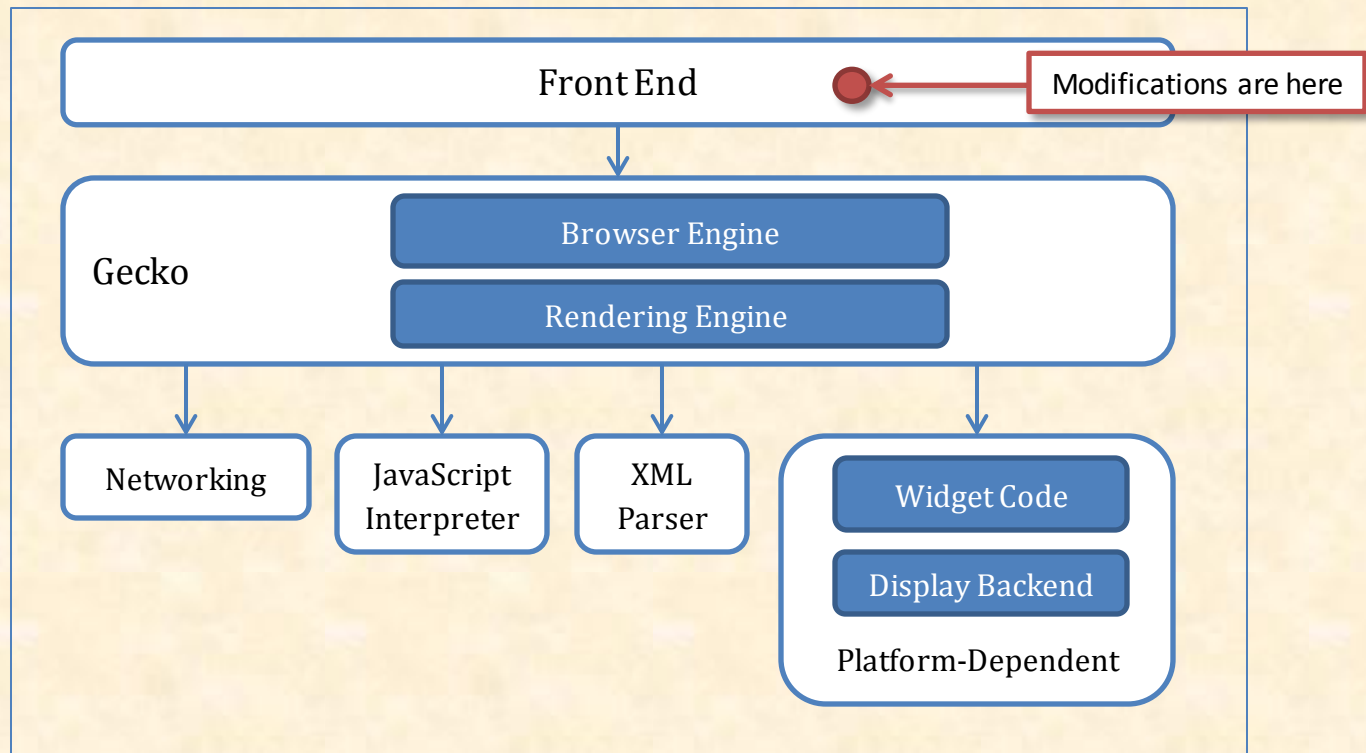 Front End
Modifications are here
Browser Engine
Gecko
Rendering Engine
Networking
JavaScript
Interpreter
XML
Parser
Widget Code
Display Backend
Platform-Dependent